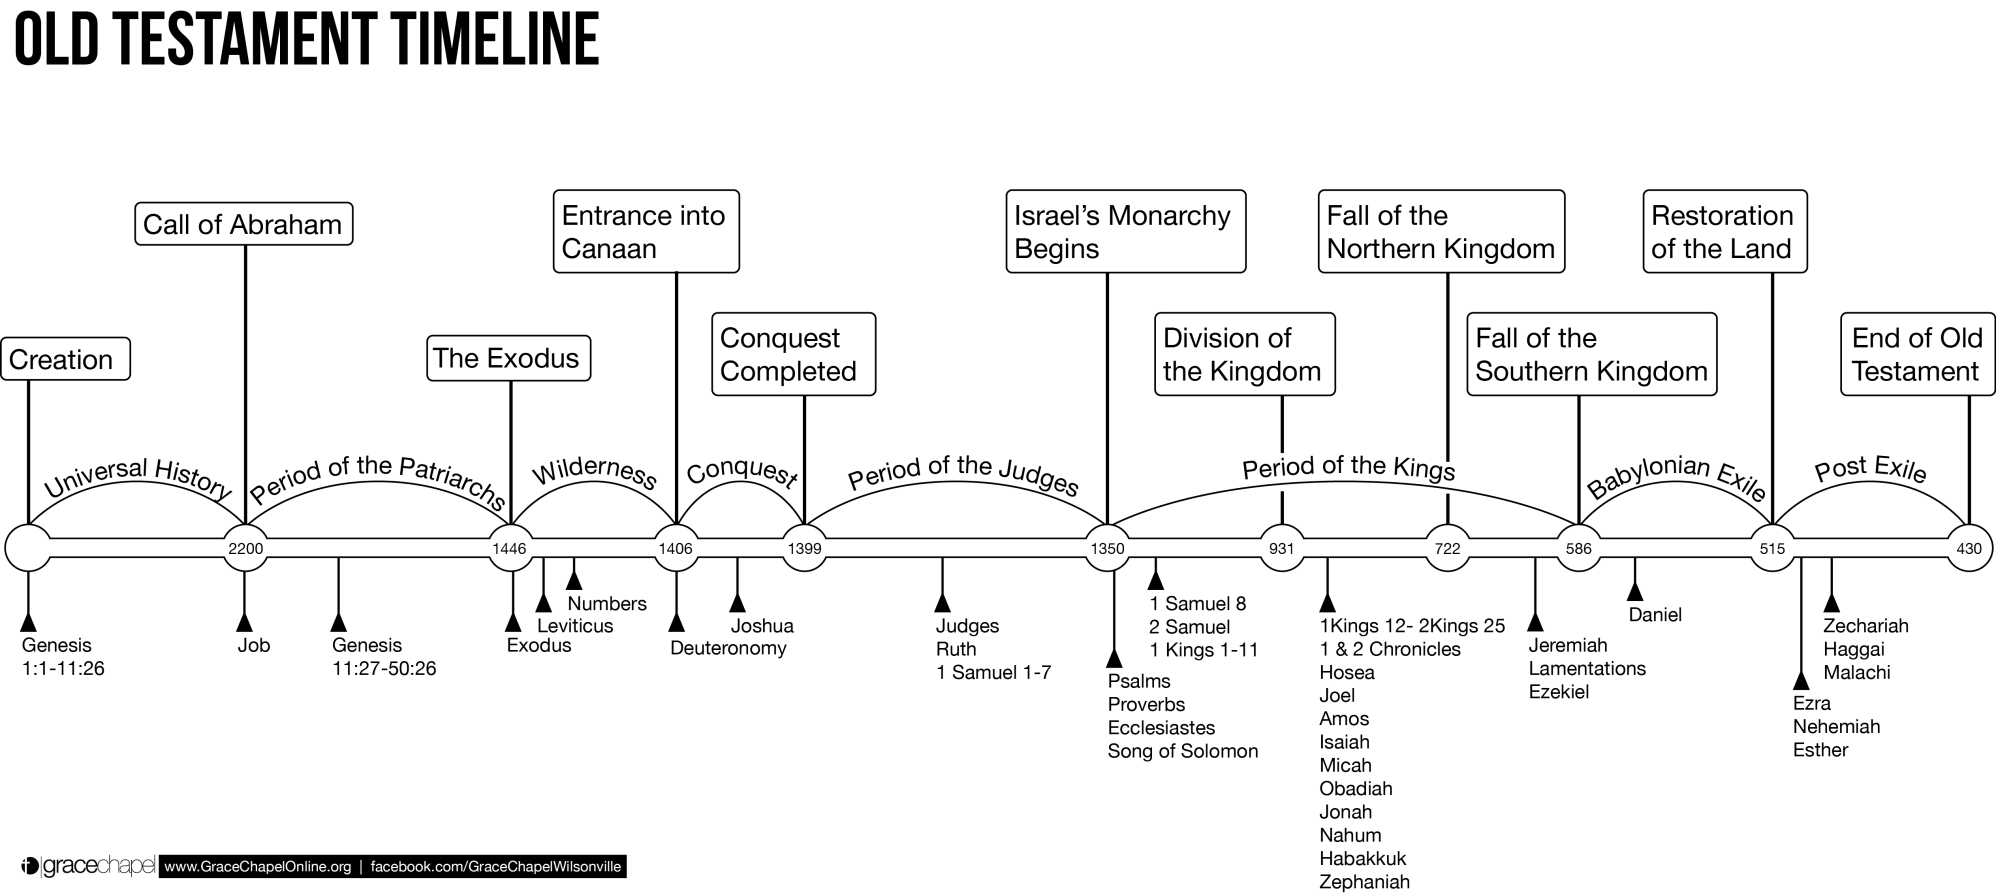 OLD TESTAMENT TIMELINE
Creation
Call of Abraham
The Exodus
Entrance into
Canaan
Conquest
Completed
Israel’s Monarchy
Begins
Division of
the Kingdom
Fall of the
Northern Kingdom
Fall of the
Southern Kingdom
Restoration
of the Land
End of Old
Testament
Universal History
Period of the Patriarchs
Wilderness
Conquest
Period of the Judges
Period of the Kings
Babylonian Exile
Post Exile
2200
1446
1406
1399
1350
931
722
586
515
430
Genesis
1:1-11:26
Job
Genesis
11:27-50:26
Exodus
Leviticus
Numbers
Deuteronomy
Joshua
Judges
Ruth
1 Samuel 1-7
Psalms
Proverbs
Ecclesiastes
Song of Solomon
1 Samuel 8
2 Samuel
1 Kings 1-11
1Kings 12- 2Kings 25
1 & 2 Chronicles
Hosea
Joel
Amos
Isaiah
Micah
Obadiah
Jonah
Nahum
Habakkuk
Zephaniah
Jeremiah
Lamentations
Ezekiel
Daniel
Ezra
Nehemiah
Esther
Zechariah
Haggai
Malachi
gracechapel www.GraceChapelOnline.org | facebook.com/GraceChapelWilsonville